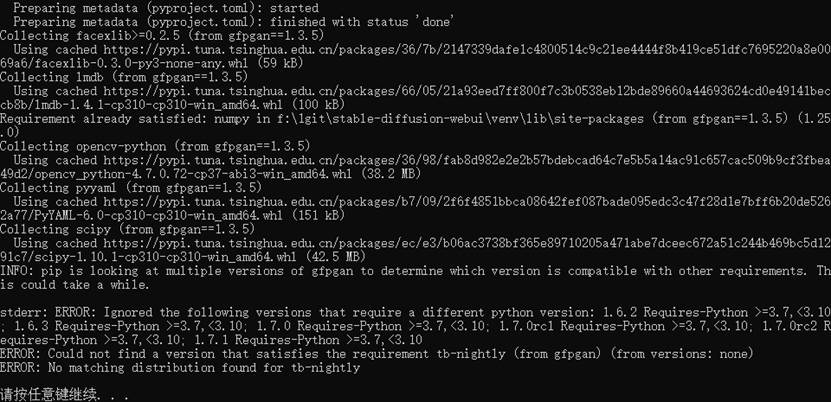 Preparing metadata (pyproject.toml): started
  Preparing metadata (pyproject.toml): finished with status 'done'
Collecting facexlib>=0.2.5 (from gfpgan==1.3.5)
  Using cached https://pypi.tuna.tsinghua.edu.cn/packages/36/7b/2147339dafe1c4800514c9c21ee4444f8b419ce51dfc7695220a8e00
69a6/facexlib-0.3.0-py3-none-any.whl (59 kB)
Collecting lmdb (from gfpgan==1.3.5)
  Using cached https://pypi.tuna.tsinghua.edu.cn/packages/66/05/21a93eed7ff800f7c3b0538eb12bde89660a44693624cd0e49141bec
cb8b/lmdb-1.4.1-cp310-cp310-win_amd64.whl (100 kB)
Requirement already satisfied: numpy in f:\lgit\stable-diffusion-webui\venv\lib\site-packages (from gfpgan==1.3.5) (1.25
.0)
Collecting opencv-python (from gfpgan==1.3.5)
  Using cached https://pypi.tuna.tsinghua.edu.cn/packages/36/98/fab8d982e2e2b57bdebcad64c7e5b5a14ac91c657cac509b9cf3fbea
49d2/opencv_python-4.7.0.72-cp37-abi3-win_amd64.whl (38.2 MB)
Collecting pyyaml (from gfpgan==1.3.5)
  Using cached https://pypi.tuna.tsinghua.edu.cn/packages/b7/09/2f6f4851bbca08642fef087bade095edc3c47f28d1e7bff6b20de526
2a77/PyYAML-6.0-cp310-cp310-win_amd64.whl (151 kB)
Collecting scipy (from gfpgan==1.3.5)
  Using cached https://pypi.tuna.tsinghua.edu.cn/packages/ec/e3/b06ac3738bf365e89710205a471abe7dceec672a51c244b469bc5d12
91c7/scipy-1.10.1-cp310-cp310-win_amd64.whl (42.5 MB)
INFO: pip is looking at multiple versions of gfpgan to determine which version is compatible with other requirements. Th
is could take a while.

stderr: ERROR: Ignored the following versions that require a different python version: 1.6.2 Requires-Python >=3.7,<3.10
; 1.6.3 Requires-Python >=3.7,<3.10; 1.7.0 Requires-Python >=3.7,<3.10; 1.7.0rc1 Requires-Python >=3.7,<3.10; 1.7.0rc2 R
equires-Python >=3.7,<3.10; 1.7.1 Requires-Python >=3.7,<3.10
ERROR: Could not find a version that satisfies the requirement tb-nightly (from gfpgan) (from versions: none)
ERROR: No matching distribution found for tb-nightly

请按任意键继续. . .